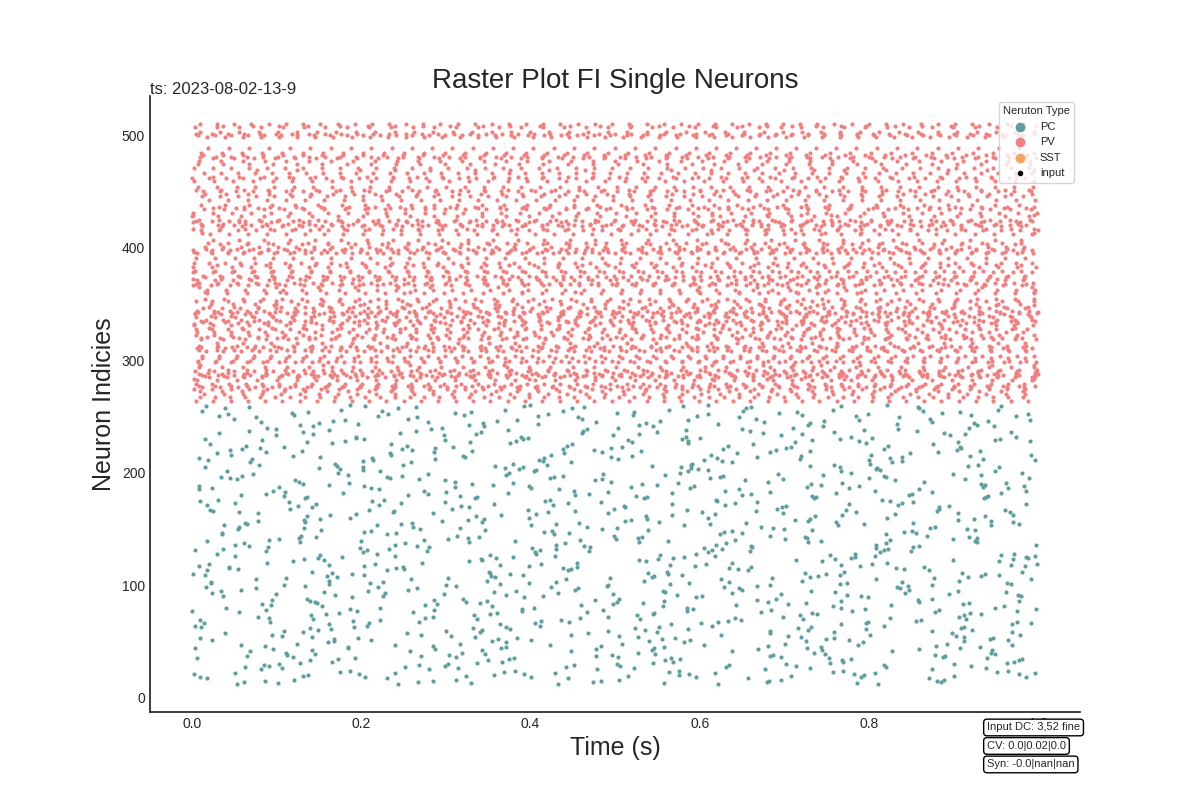 Raster Plot FI Single Neurons
ts: 2023-08-02-13-9
Neruton Type
PC
PV
SST
input
Neuron Indicies
500
400
300
200
100
0
0.0 0.2 0.4 0.6 0.8
Time (s)
Input DC: 3,52 fine
CV: 0.0|0.02|0.0
Syn: -0.0|nan|nan